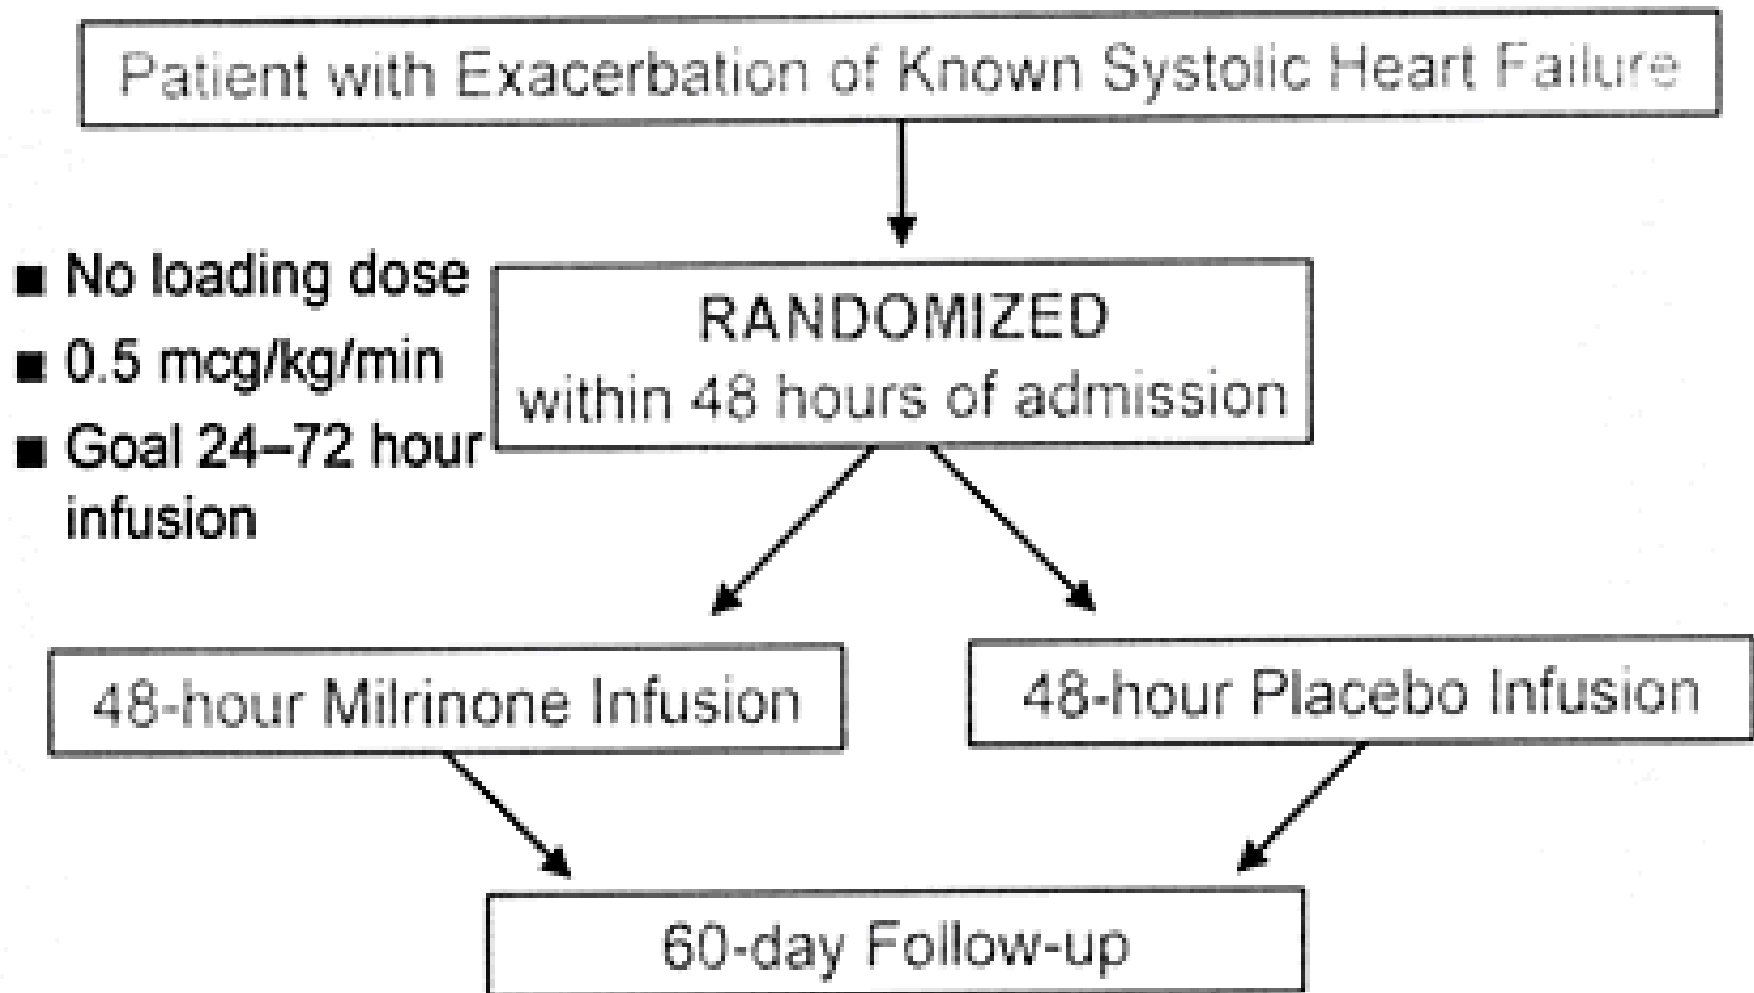 Patient with Exacerbation of Known Systolic Heart Failure
■ No loading dose
■ 0.5 mcg/kg/min
■ Goal 24–72 hour
infusion
RANDOMIZED
within 48 hours of admission
48-hour Milrinone Infusion
48-hour Placebo Infusion
60-day Follow-up